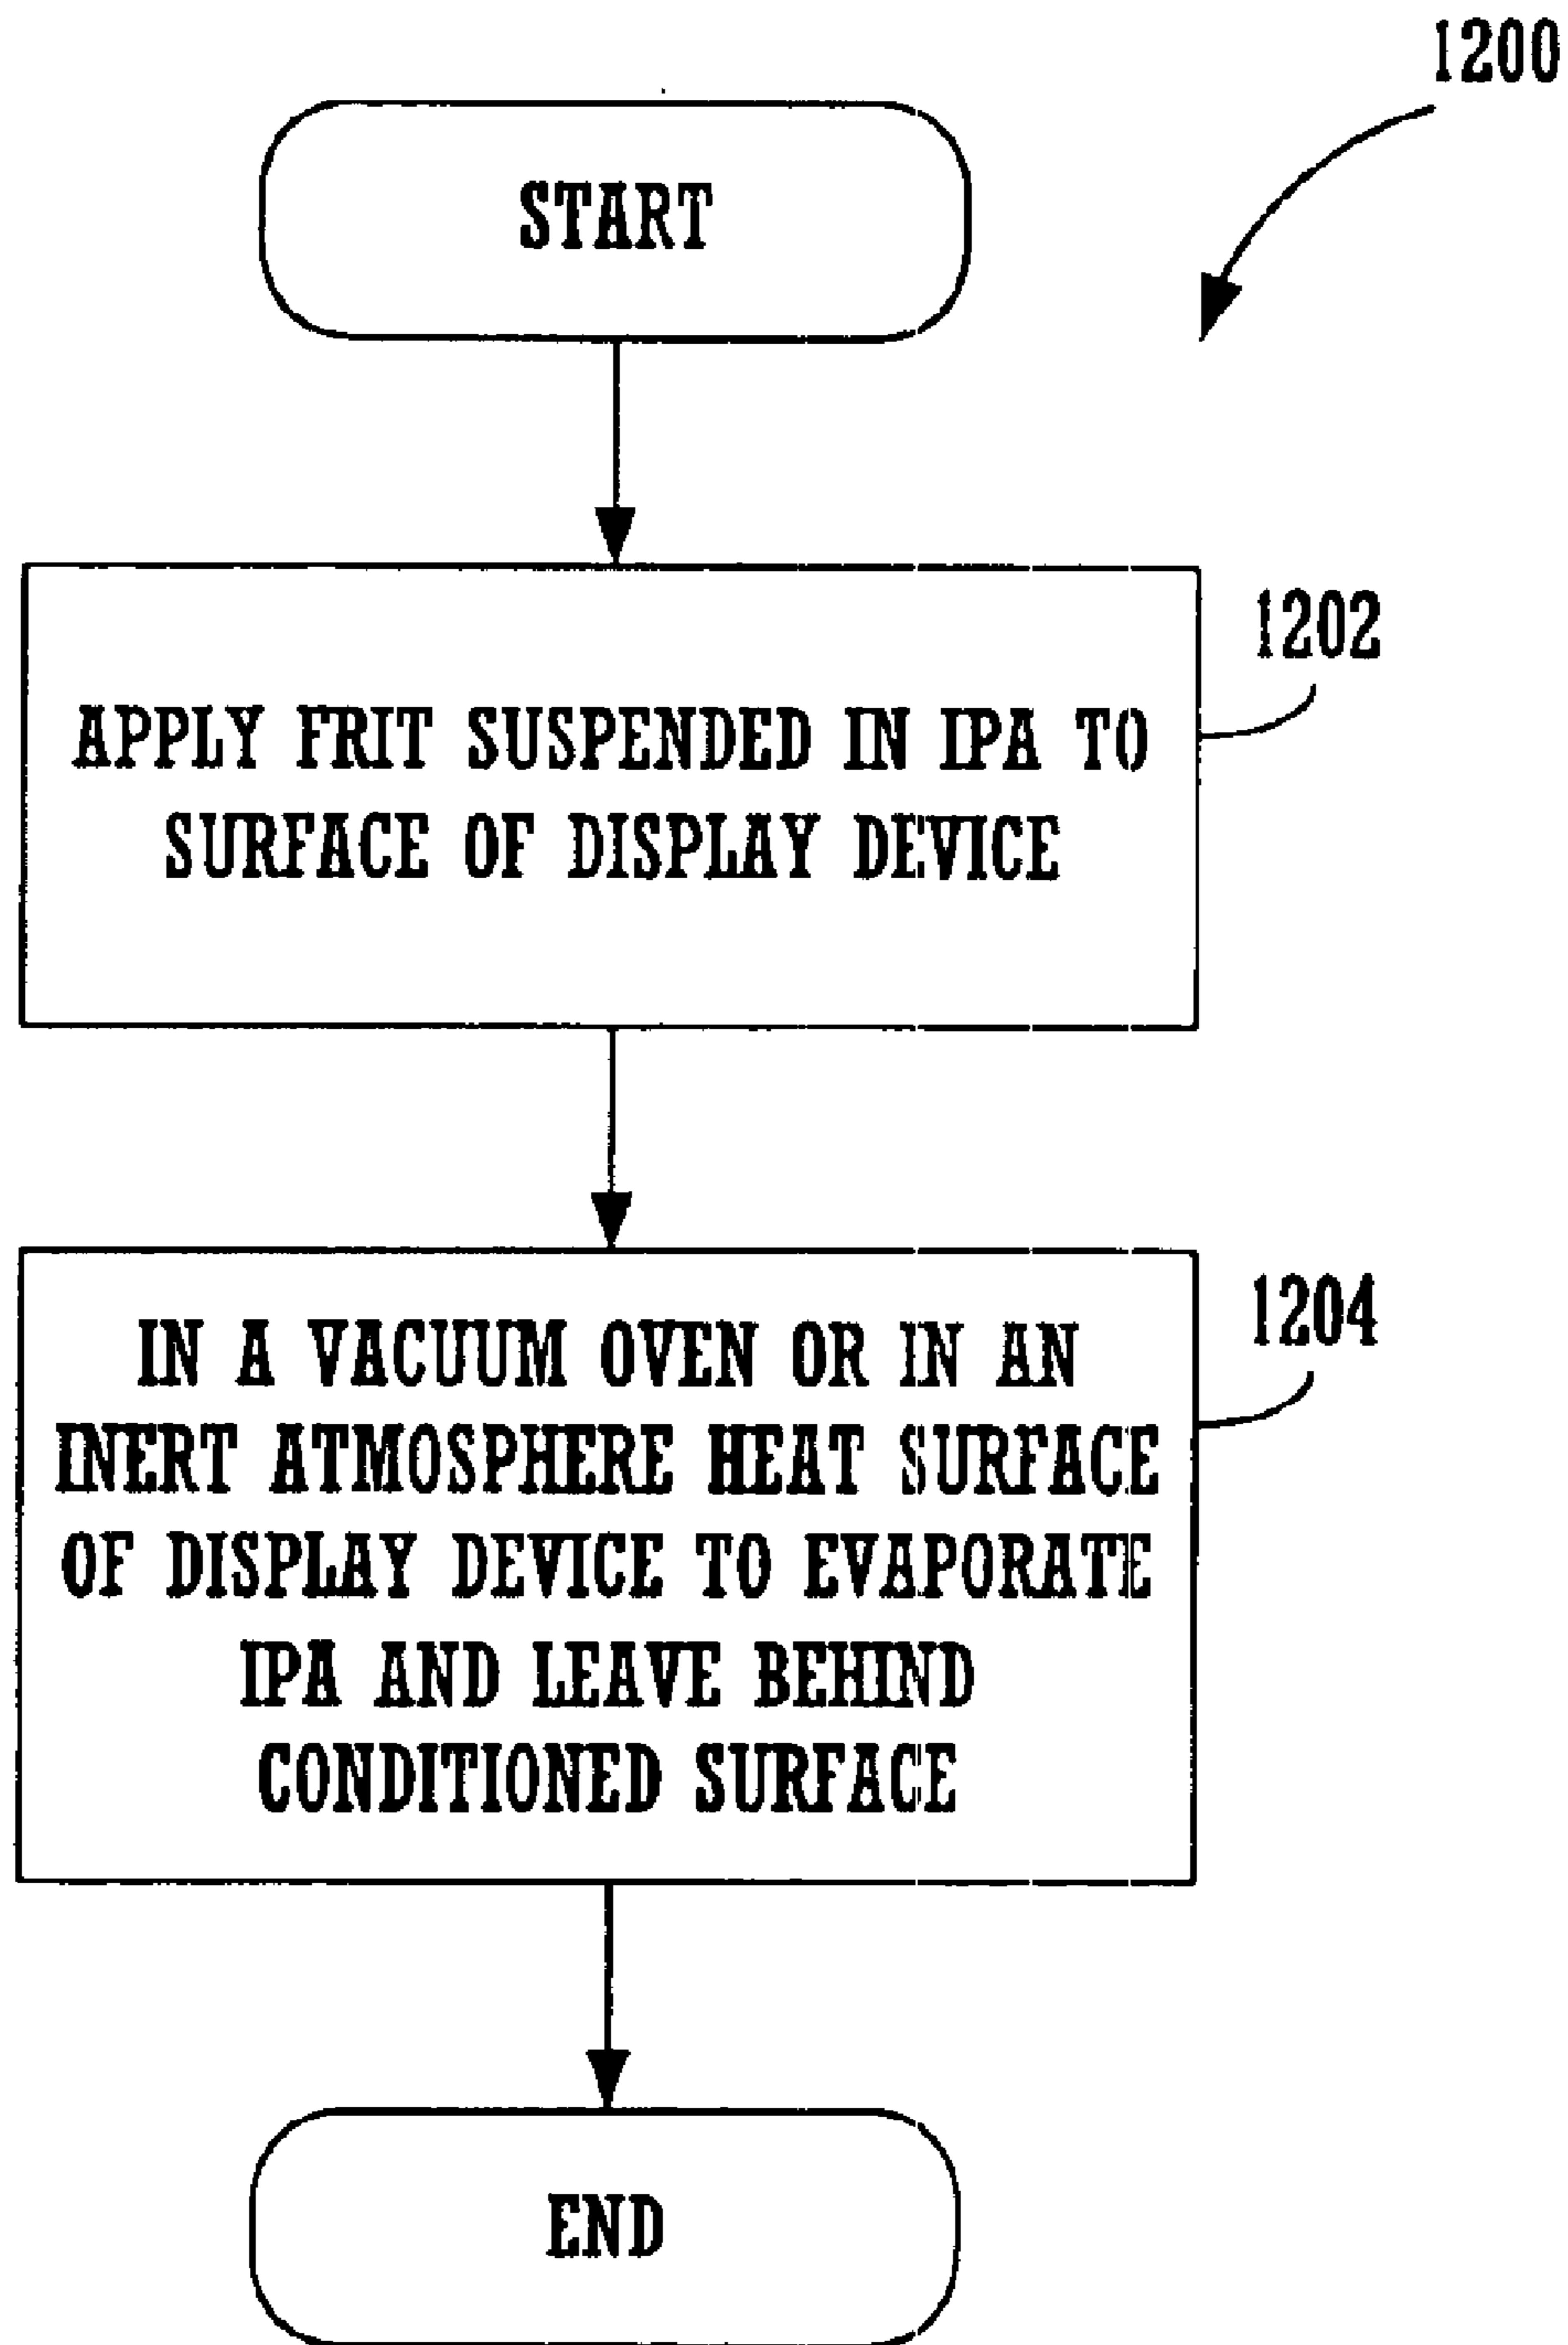 1200
START
1202
APPLY FRIT SUSPENDED IN IPA TO
SURFACE OF DISPLAY DEVICE
1204
IN A VACUUM OVEN OR IN AN
INERT ATMOSPHERE HEAT SURFACE
OF DISPLAY DEVICE TO EVAPORATE
IPA AND LEAVE BEHIND
CONDITIONED SURFACE
END